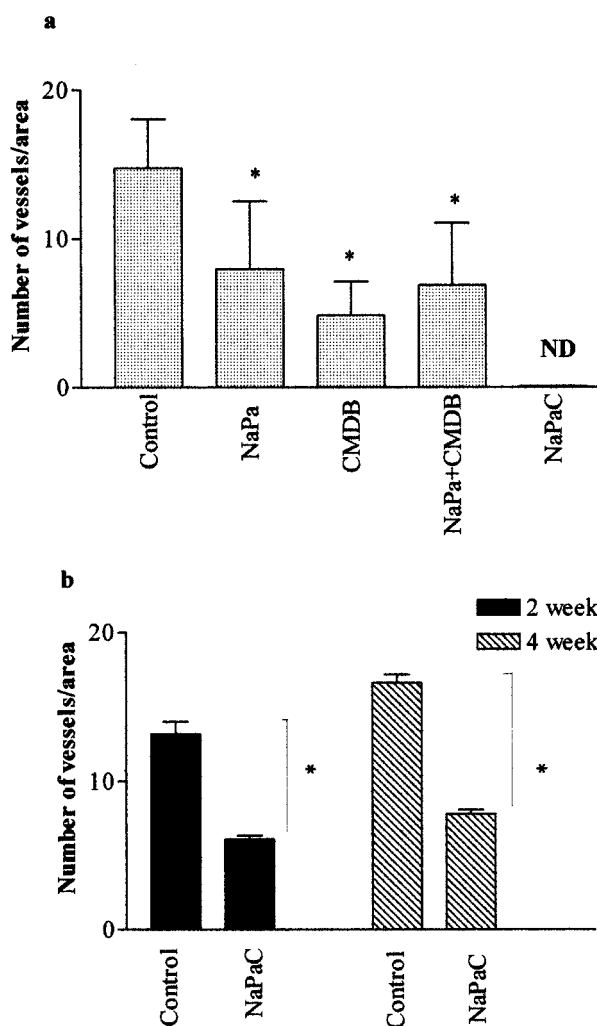 a
Number of vessels/area
20
10
0
*
*
*
ND
Control
NaPa
CMDB
NaPa+CMDB
NaPaC
b
2 week
4 week
Number of vessels/area
20
10
0
*
*
Control
NaPaC
Control
NaPaC